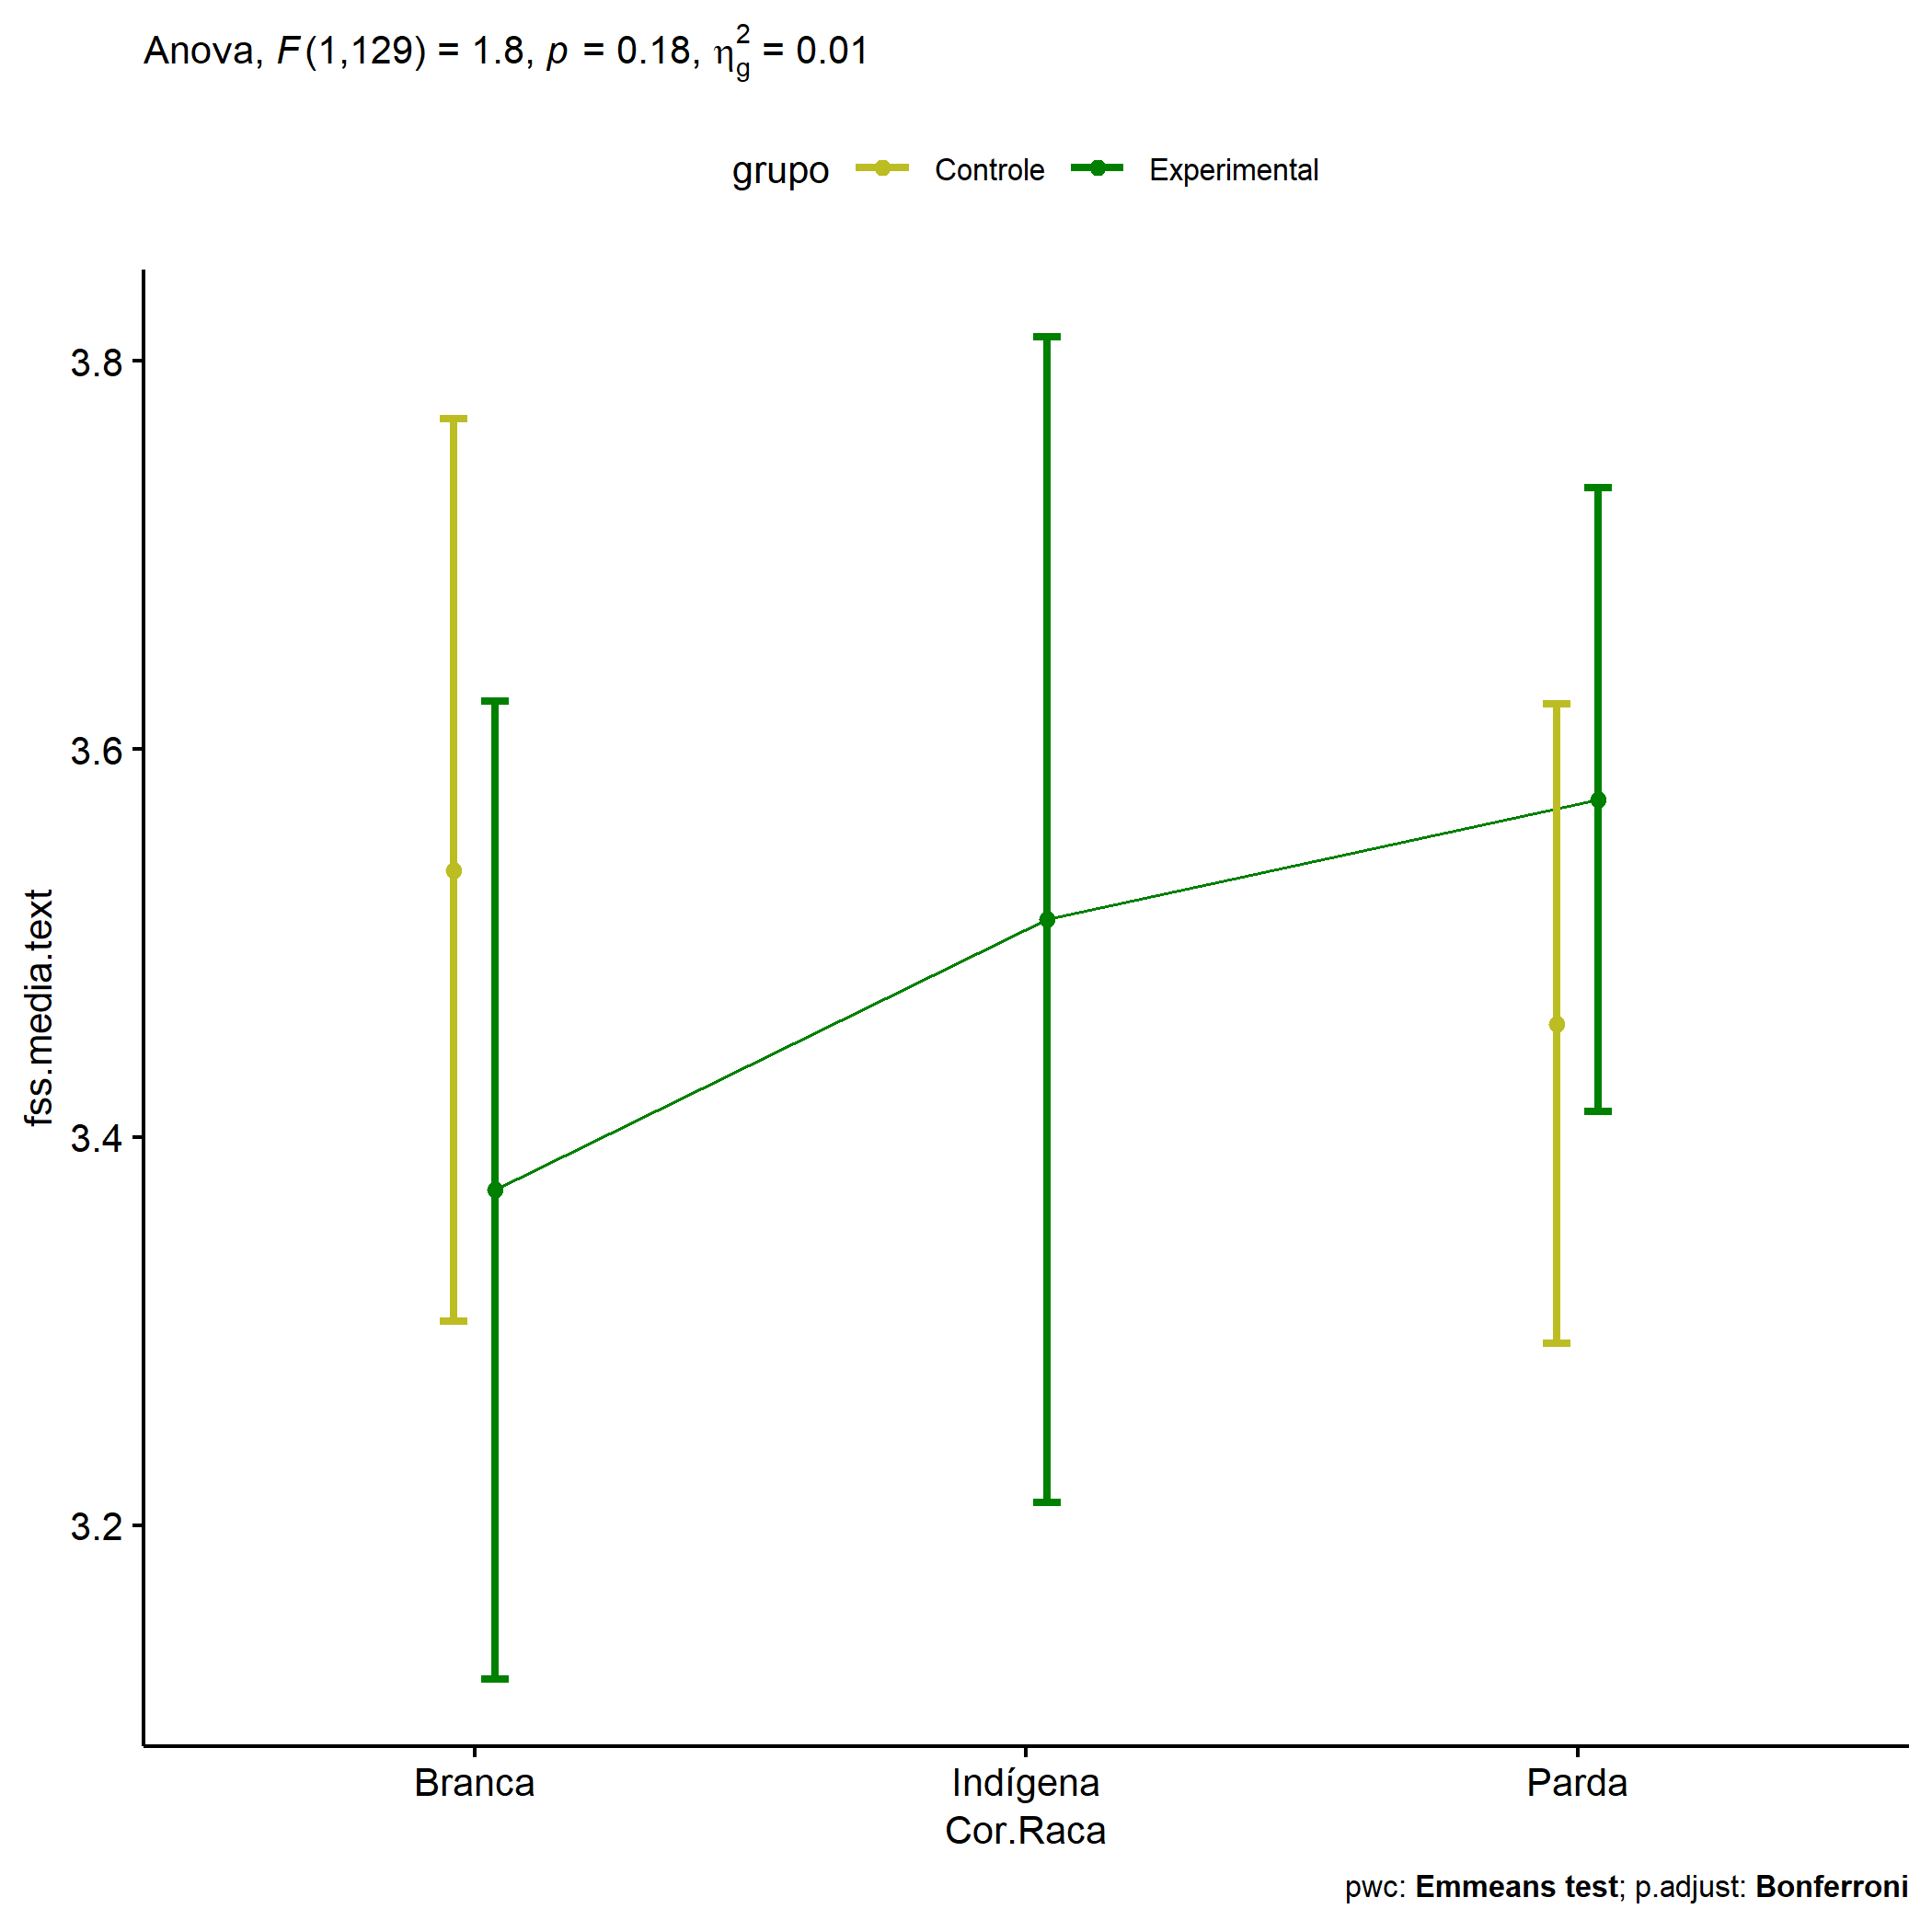 Anova, F(1,129) = 1.8, p = 0.18, η²g = 0.01
grupo Controle Experimental
3.8
3.6
3.4
3.2
fss.media.text
Branca Indígena Parda
Cor.Raca
pwc: Emmeans test; p.adjust: Bonferroni